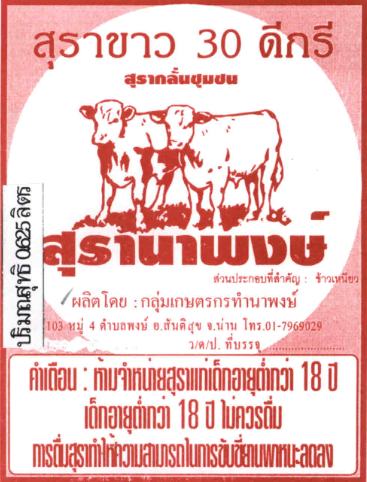 สุราขาว 30 ดีกรี
สุรากลั่นชุมชน
สุรานาพงษ์
ส่วนประกอบที่สำคัญ : ข้าวเหนียว
ปริมาณสุทธิ 0.625 ลิตร
ผลิตโดย : กลุ่มเกษตรกรทำนาพงษ์
103 หมู่ 4 ตำบลพงษ์ อ.สันติสุข จ.น่าน โทร.01-7969029
ว/ด/ป. ที่บรรจุ
คำเตือน : ห้ามจำหน่ายสุราแก่เด็กอายุต่ำกว่า 18 ปี
เด็กอายุต่ำกว่า 18 ปี ไม่ควรดื่ม
การดื่มสุราทำให้ความสามารถในการขับขี่ยานพาหนะลดลง